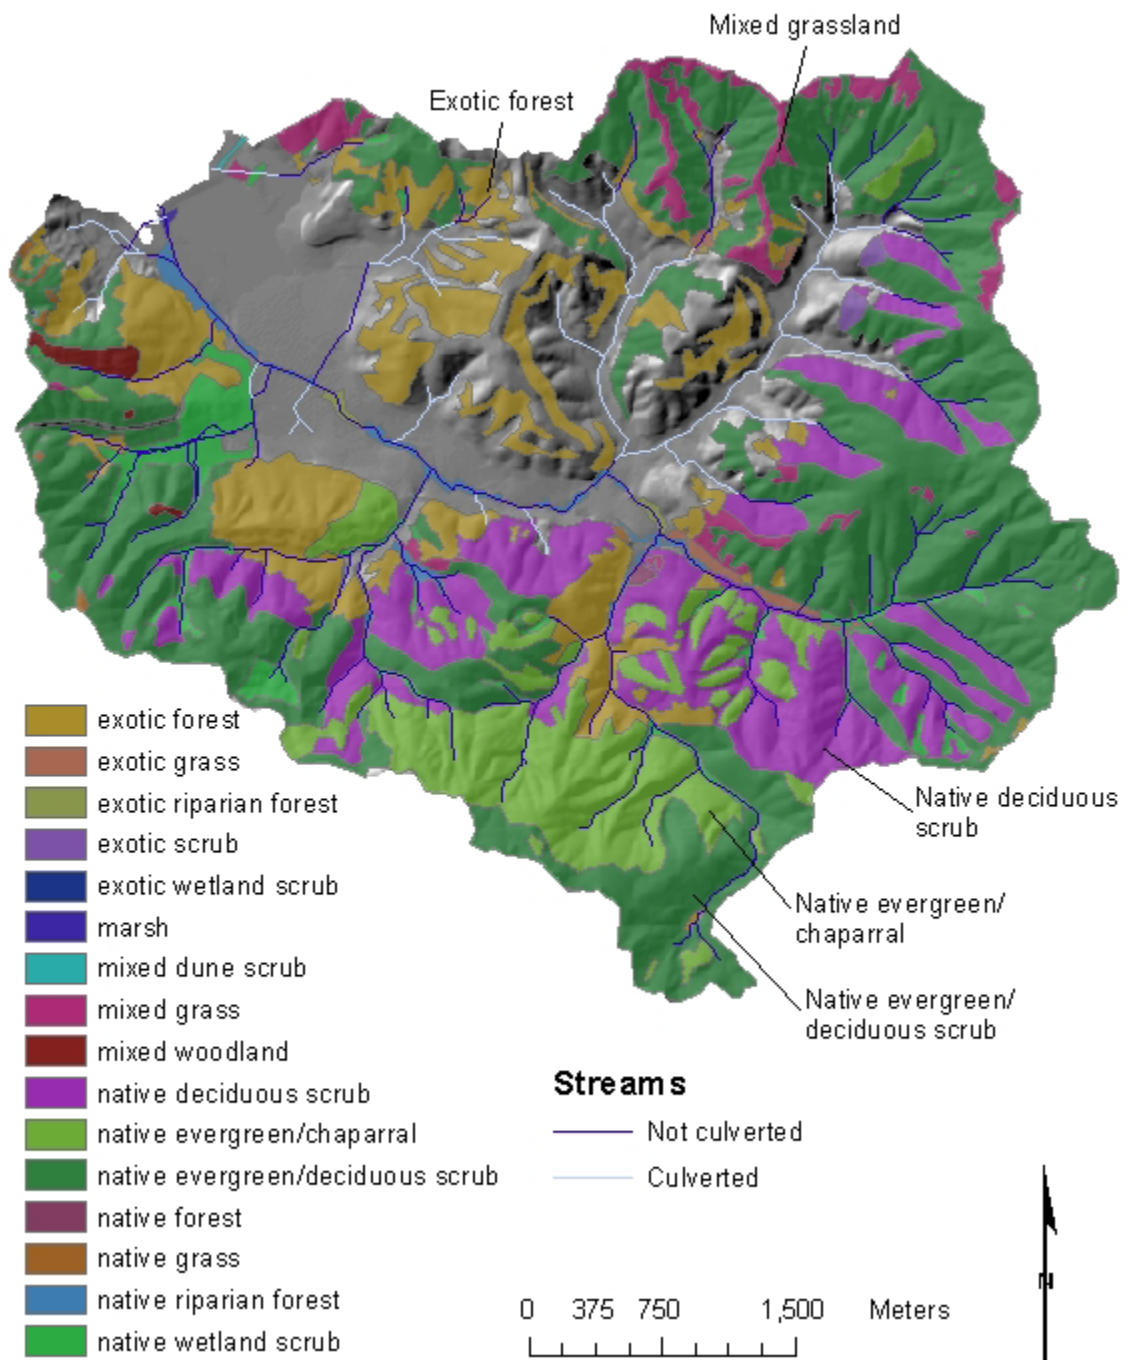 Mixed grassland
Exotic forest
Native deciduous
scrub
Native evergreen/
chaparral
Native evergreen/
deciduous scrub
exotic forest
exotic grass
exotic riparian forest
exotic scrub
exotic wetland scrub
marsh
mixed dune scrub
mixed grass
mixed woodland
native deciduous scrub
native evergreen/chaparral
native evergreen/deciduous scrub
native forest
native grass
native riparian forest
native wetland scrub
Streams
Not culverted
Culverted
N
0 375 750 1,500 Meters